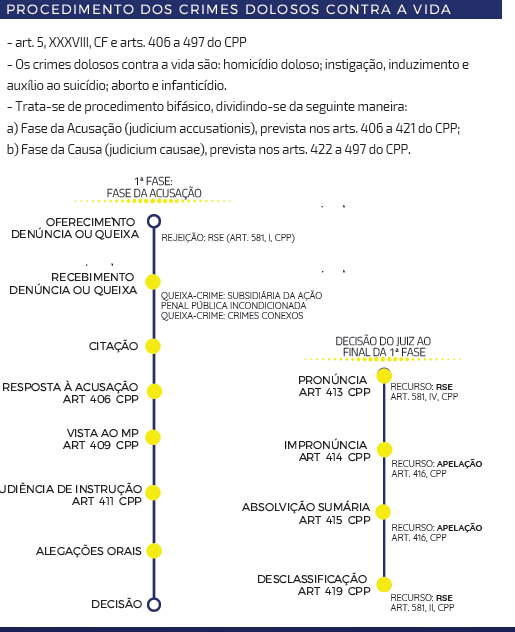 PROCEDIMENTO DOS CRIMES DOLOSOS CONTRA A VIDA
- art. 5, XXXVIII, CF e arts. 406 a 497 do CPP
- Os crimes dolosos contra a vida são: homicídio doloso; instigação, induzimento e
auxílio ao suicídio; aborto e infanticídio.
- Trata-se de procedimento bifásico, dividindo-se da seguinte maneira:
a) Fase da Acusação (judicium accusationis), prevista nos arts. 406 a 421 do CPP;
b) Fase da Causa (judicium causae), prevista nos arts. 422 a 497 do CPP.
1ª FASE:
FASE DA ACUSAÇÃO
OFERECIMENTO
DENÚNCIA OU QUEIXA
REJEIÇÃO: RSE (ART. 581, I, CPP)
RECEBIMENTO
DENÚNCIA OU QUEIXA
QUEIXA-CRIME: SUBSIDIÁRIA DA AÇÃO
PENAL PÚBLICA INCONDICIONADA
QUEIXA-CRIME: CRIMES CONEXOS
CITAÇÃO
RESPOSTA À ACUSAÇÃO
ART 406 CPP
VISTA AO MP
ART 409 CPP
UDIÊNCIA DE INSTRUÇÃO
ART 411 CPP
ALEGAÇÕES ORAIS
DECISÃO
DECISÃO DO JUIZ AO
FINAL DA 1ª FASE
PRONÚNCIA
ART 413 CPP
RECURSO: RSE
ART. 581, IV, CPP
IMPRONÚNCIA
ART 414 CPP
RECURSO: APELAÇÃO
ART. 416, CPP
ABSOLVIÇÃO SUMÁRIA
ART 415 CPP
RECURSO: APELAÇÃO
ART. 416, CPP
DESCLASSIFICAÇÃO
ART 419 CPP
RECURSO: RSE
ART. 581, II, CPP